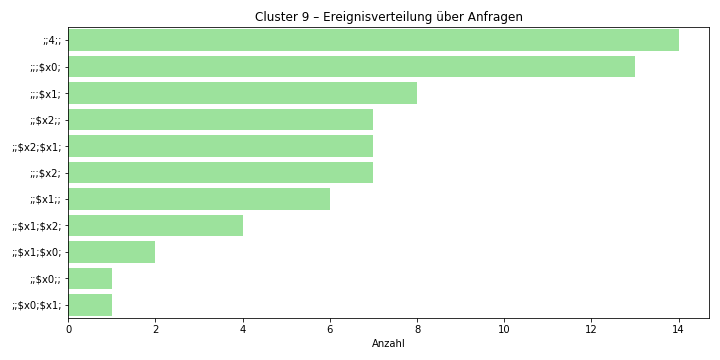 Cluster 9 – Ereignisverteilung über Anfragen
;;4;;
;;;$x0;
;;;$x1;
;;$x2;;
;;$x2;$x1;
;;;$x2;
;;$x1;;
;;$x1;$x2;
;;$x1;$x0;
;;$x0;;
;;$x0;$x1;
0 2 4 6 8 10 12 14
Anzahl